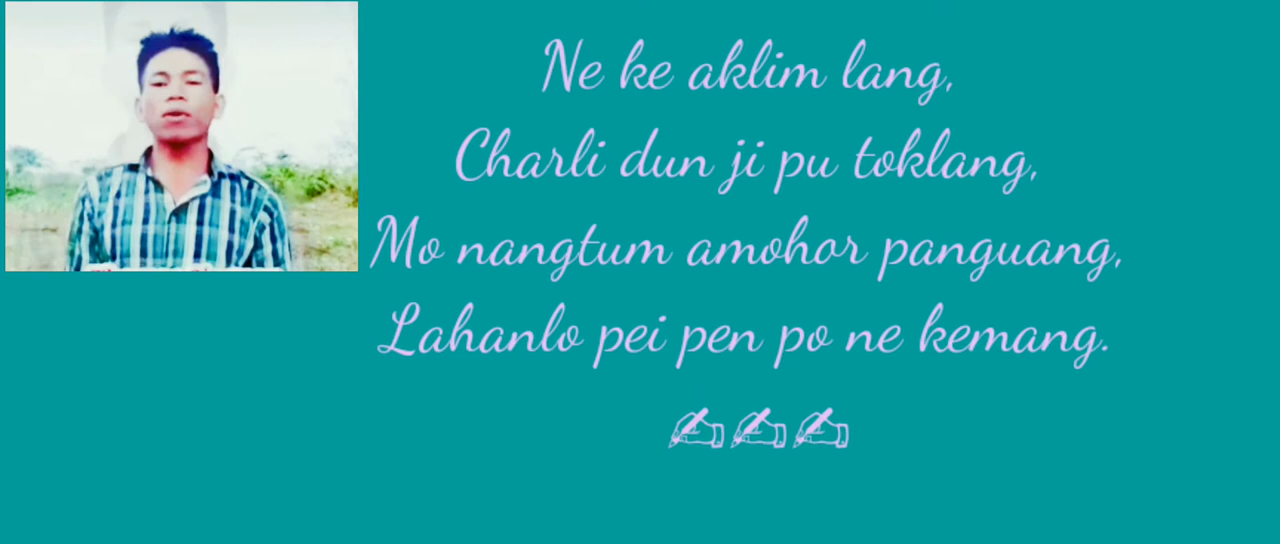 Ne ke aklim lang,
Charli dun ji pu toklang,
Mo nangtum amohor panguang,
Lahanlo pei pen po ne kemang.
✍✍✍